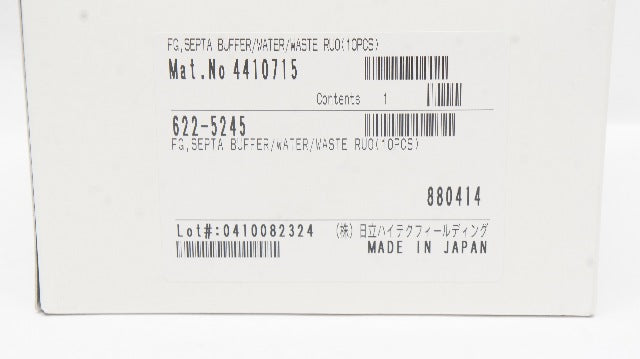 FG,SEPTA BUFFER/WATER/WASTE RUO(10PCS)
Mat.No 4410715
Contents 1
622-5245
FG,SEPTA BUFFER/WATER/WASTE RUO(10PCS)
880414
Lot#:0410082324 (株)日立ハイテクフィールディング
MADE IN JAPAN